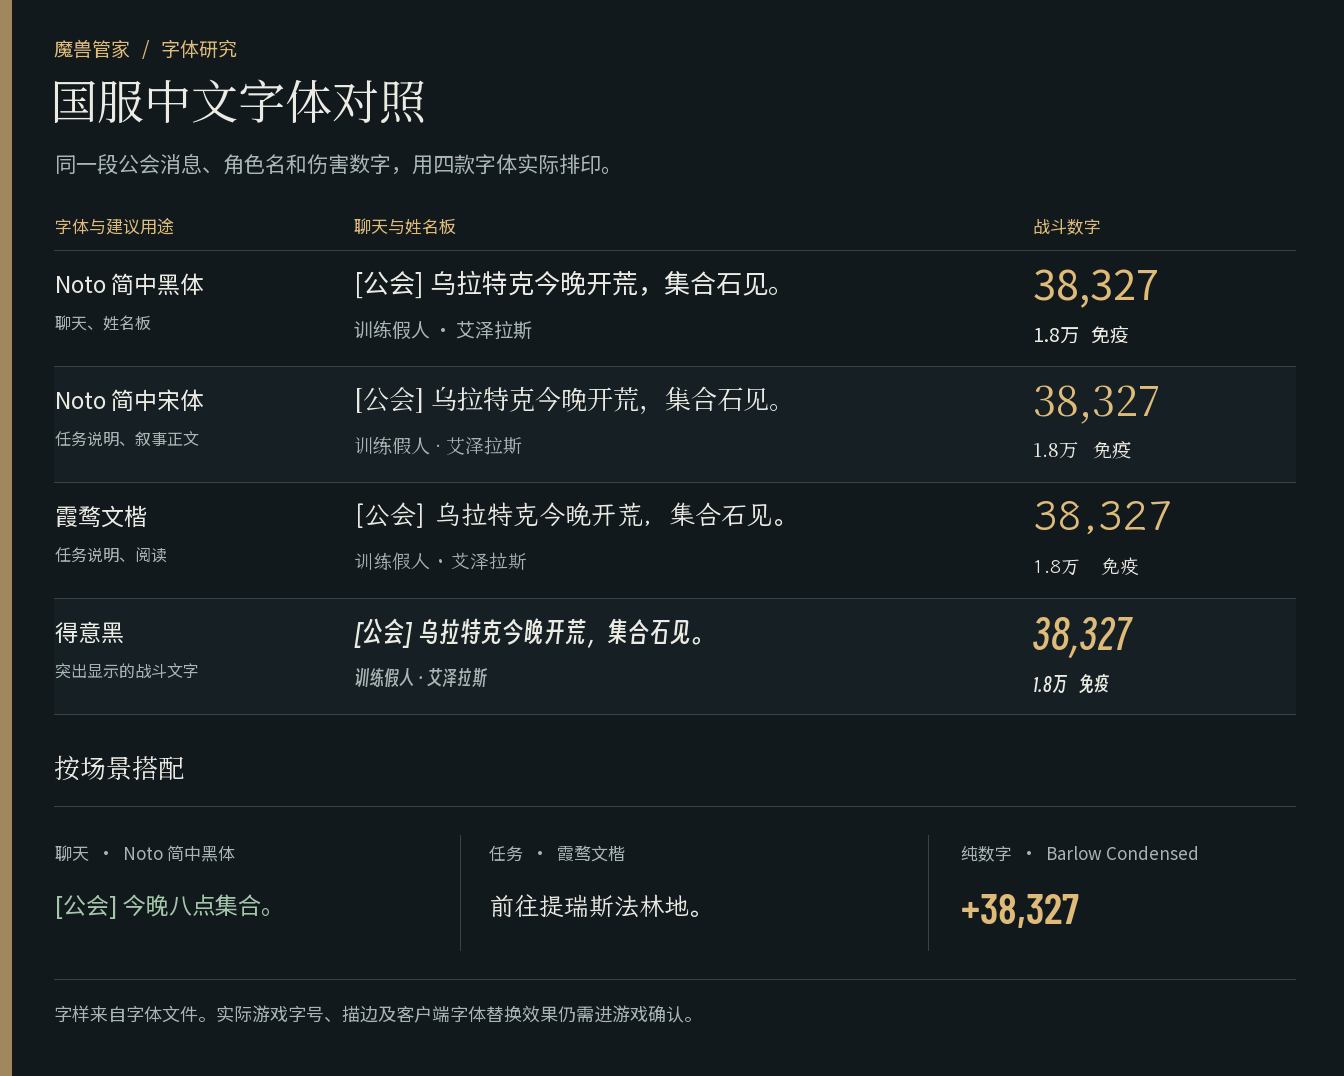 魔兽管家 / 字体研究
国服中文字体对照
同一段公会消息、角色名和伤害数字，用四款字体实际排印。
字体与建议用途 聊天与姓名板 战斗数字
Noto 简中黑体 [公会] 乌拉特克今晚开荒，集合石见。 38,327
聊天、姓名板 训练假人 • 艾泽拉斯 1.8万 免疫
Noto 简中宋体 [公会] 乌拉特克今晚开荒，集合石见。 38,327
任务说明、叙事正文 训练假人 · 艾泽拉斯 1.8万 免疫
霞鹜文楷 [公会] 乌拉特克今晚开荒，集合石见。 38,327
任务说明、阅读 训练假人 • 艾泽拉斯 1.8万 免疫
得意黑 [公会] 乌拉特克今晚开荒，集合石见。 38,327
突出显示的战斗文字 训练假人 · 艾泽拉斯 1.8万 免疫
按场景搭配
聊天 • Noto 简中黑体 任务 • 霞鹜文楷 纯数字 • Barlow Condensed
[公会] 今晚八点集合。 前往提瑞斯法林地。 +38,327
字样来自字体文件。实际游戏字号、描边及客户端字体替换效果仍需进游戏确认。